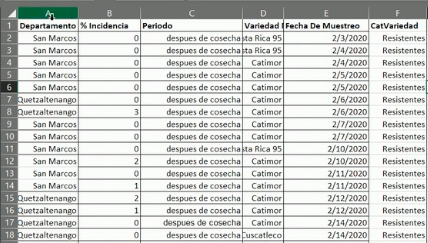 A B C D E F
1 Departamento % Incidencia Periodo Variedad Fecha De Muestreo CatVariedad
2 San Marcos 0 despues de cosecha sta Rica 95 2/3/2020 Resistentes
3 San Marcos 0 despues de cosecha sta Rica 95 2/4/2020 Resistentes
4 San Marcos 0 despues de cosecha Catimor 2/4/2020 Resistentes
5 San Marcos 0 despues de cosecha Catimor 2/5/2020 Resistentes
6 San Marcos 0 despues de cosecha Catimor 2/5/2020 Resistentes
7 Quetzaltenango 0 despues de cosecha Catimor 2/6/2020 Resistentes
8 Quetzaltenango 3 despues de cosecha Catimor 2/6/2020 Resistentes
9 San Marcos 0 despues de cosecha Catimor 2/7/2020 Resistentes
10 San Marcos 0 despues de cosecha Catimor 2/7/2020 Resistentes
11 San Marcos 0 despues de cosecha sta Rica 95 2/10/2020 Resistentes
12 San Marcos 2 despues de cosecha Catimor 2/10/2020 Resistentes
13 San Marcos 0 despues de cosecha Catimor 2/11/2020 Resistentes
14 San Marcos 1 despues de cosecha Catimor 2/11/2020 Resistentes
15 Quetzaltenango 2 despues de cosecha Catimor 2/12/2020 Resistentes
16 Quetzaltenango 1 despues de cosecha Catimor 2/12/2020 Resistentes
17 Quetzaltenango 0 despues de cosecha Catimor 2/14/2020 Resistentes
18 Quetzaltenango 0 despues de cosecha Cuscatleco 2/14/2020 Resistentes